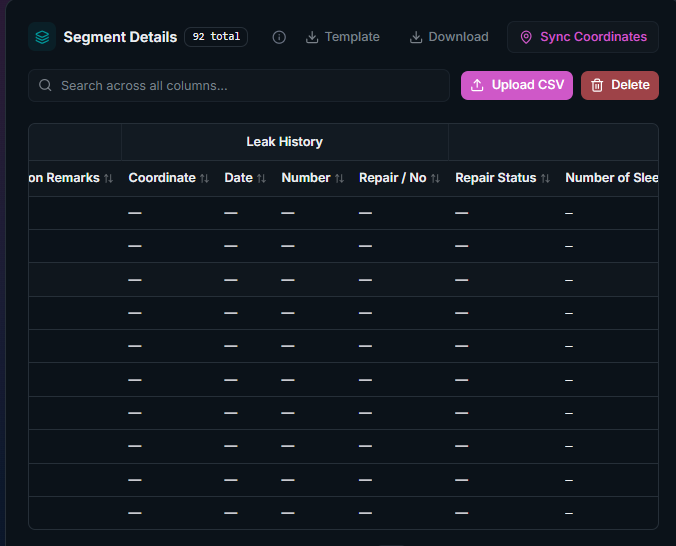 Segment Details 92 total Template Download Sync Coordinates
Search across all columns... Upload CSV Delete
Leak History
on Remarks Coordinate Date Number Repair / No Repair Status Number of Slee
— — — — — –
— — — — — –
— — — — — –
— — — — — –
— — — — — –
— — — — — –
— — — — — –
— — — — — –
— — — — — –
— — — — — –